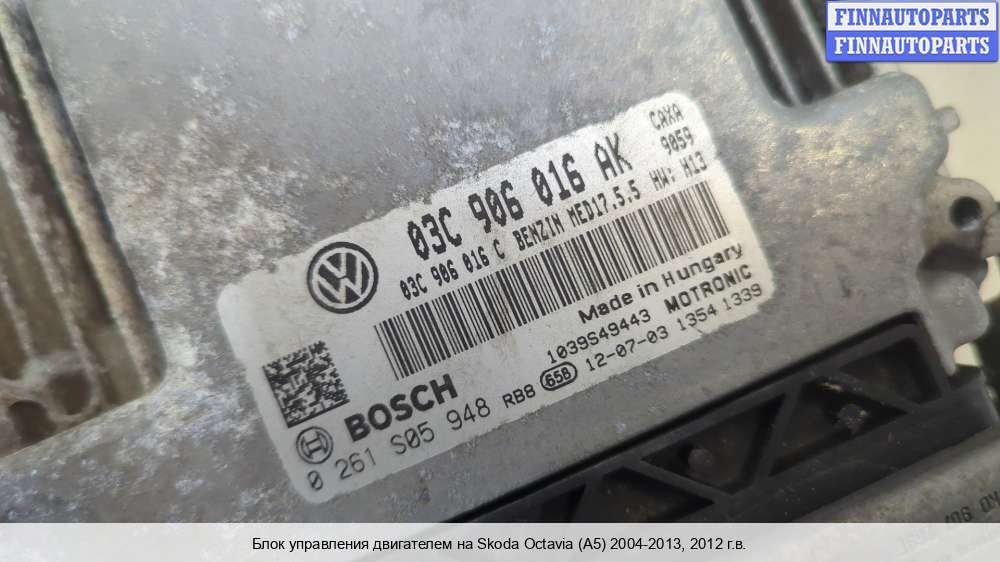 FINNAUTOPARTS
FINNAUTOPARTS
03C 906 016 AK
CAXA
9059
03C 906 016 C BENZIN MED17.5.5 HW: H13
Made in Hungary
1039S49443 MOTRONIC
BOSCH
RB8 658 12-07-03 1354 1339
0 261 S05 948
Блок управления двигателем на Skoda Octavia (A5) 2004-2013, 2012 г.в.